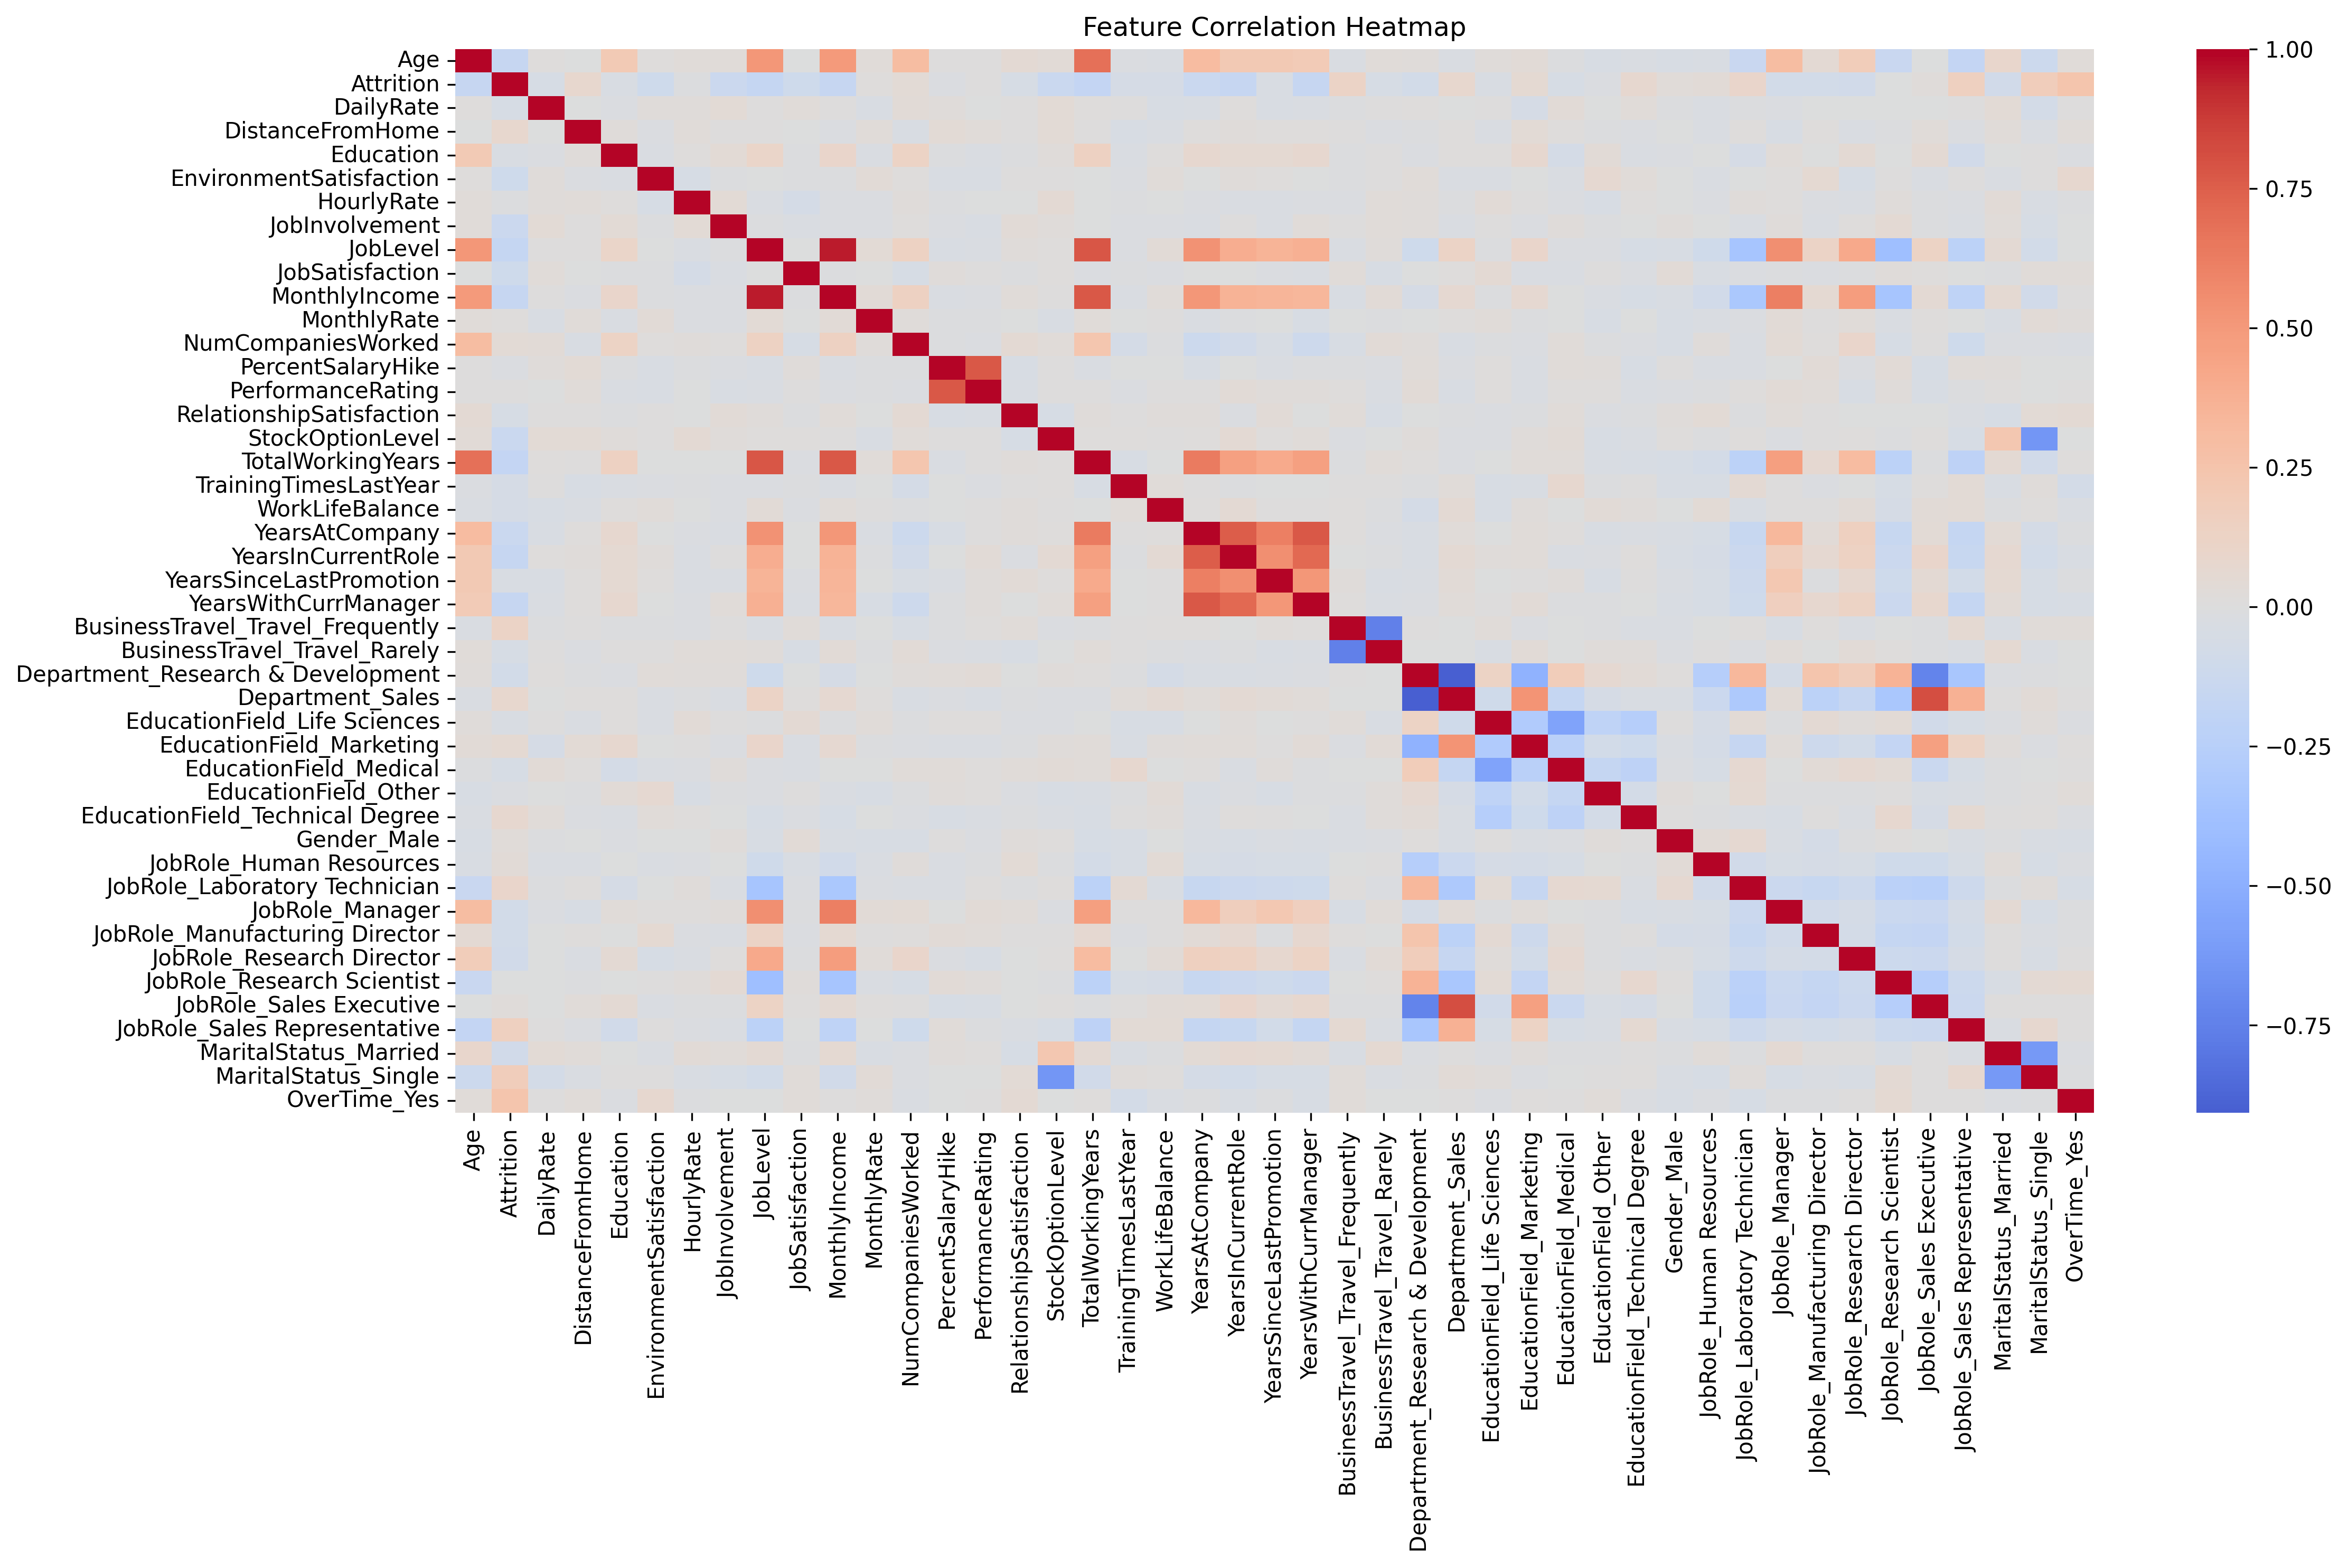 Feature Correlation Heatmap
Age
Attrition
DailyRate
DistanceFromHome
Education
EnvironmentSatisfaction
HourlyRate
JobInvolvement
JobLevel
JobSatisfaction
MonthlyIncome
MonthlyRate
NumCompaniesWorked
PercentSalaryHike
PerformanceRating
RelationshipSatisfaction
StockOptionLevel
TotalWorkingYears
TrainingTimesLastYear
WorkLifeBalance
YearsAtCompany
YearsInCurrentRole
YearsSinceLastPromotion
YearsWithCurrManager
BusinessTravel_Travel_Frequently
BusinessTravel_Travel_Rarely
Department_Research & Development
Department_Sales
EducationField_Life Sciences
EducationField_Marketing
EducationField_Medical
EducationField_Other
EducationField_Technical Degree
Gender_Male
JobRole_Human Resources
JobRole_Laboratory Technician
JobRole_Manager
JobRole_Manufacturing Director
JobRole_Research Director
JobRole_Research Scientist
JobRole_Sales Executive
JobRole_Sales Representative
MaritalStatus_Married
MaritalStatus_Single
OverTime_Yes
Age
Attrition
DailyRate
DistanceFromHome
Education
EnvironmentSatisfaction
HourlyRate
JobInvolvement
JobLevel
JobSatisfaction
MonthlyIncome
MonthlyRate
NumCompaniesWorked
PercentSalaryHike
PerformanceRating
RelationshipSatisfaction
StockOptionLevel
TotalWorkingYears
TrainingTimesLastYear
WorkLifeBalance
YearsAtCompany
YearsInCurrentRole
YearsSinceLastPromotion
YearsWithCurrManager
BusinessTravel_Travel_Frequently
BusinessTravel_Travel_Rarely
Department_Research & Development
Department_Sales
EducationField_Life Sciences
EducationField_Marketing
EducationField_Medical
EducationField_Other
EducationField_Technical Degree
Gender_Male
JobRole_Human Resources
JobRole_Laboratory Technician
JobRole_Manager
JobRole_Manufacturing Director
JobRole_Research Director
JobRole_Research Scientist
JobRole_Sales Executive
JobRole_Sales Representative
MaritalStatus_Married
MaritalStatus_Single
OverTime_Yes
1.00
0.75
0.50
0.25
0.00
−0.25
−0.50
−0.75